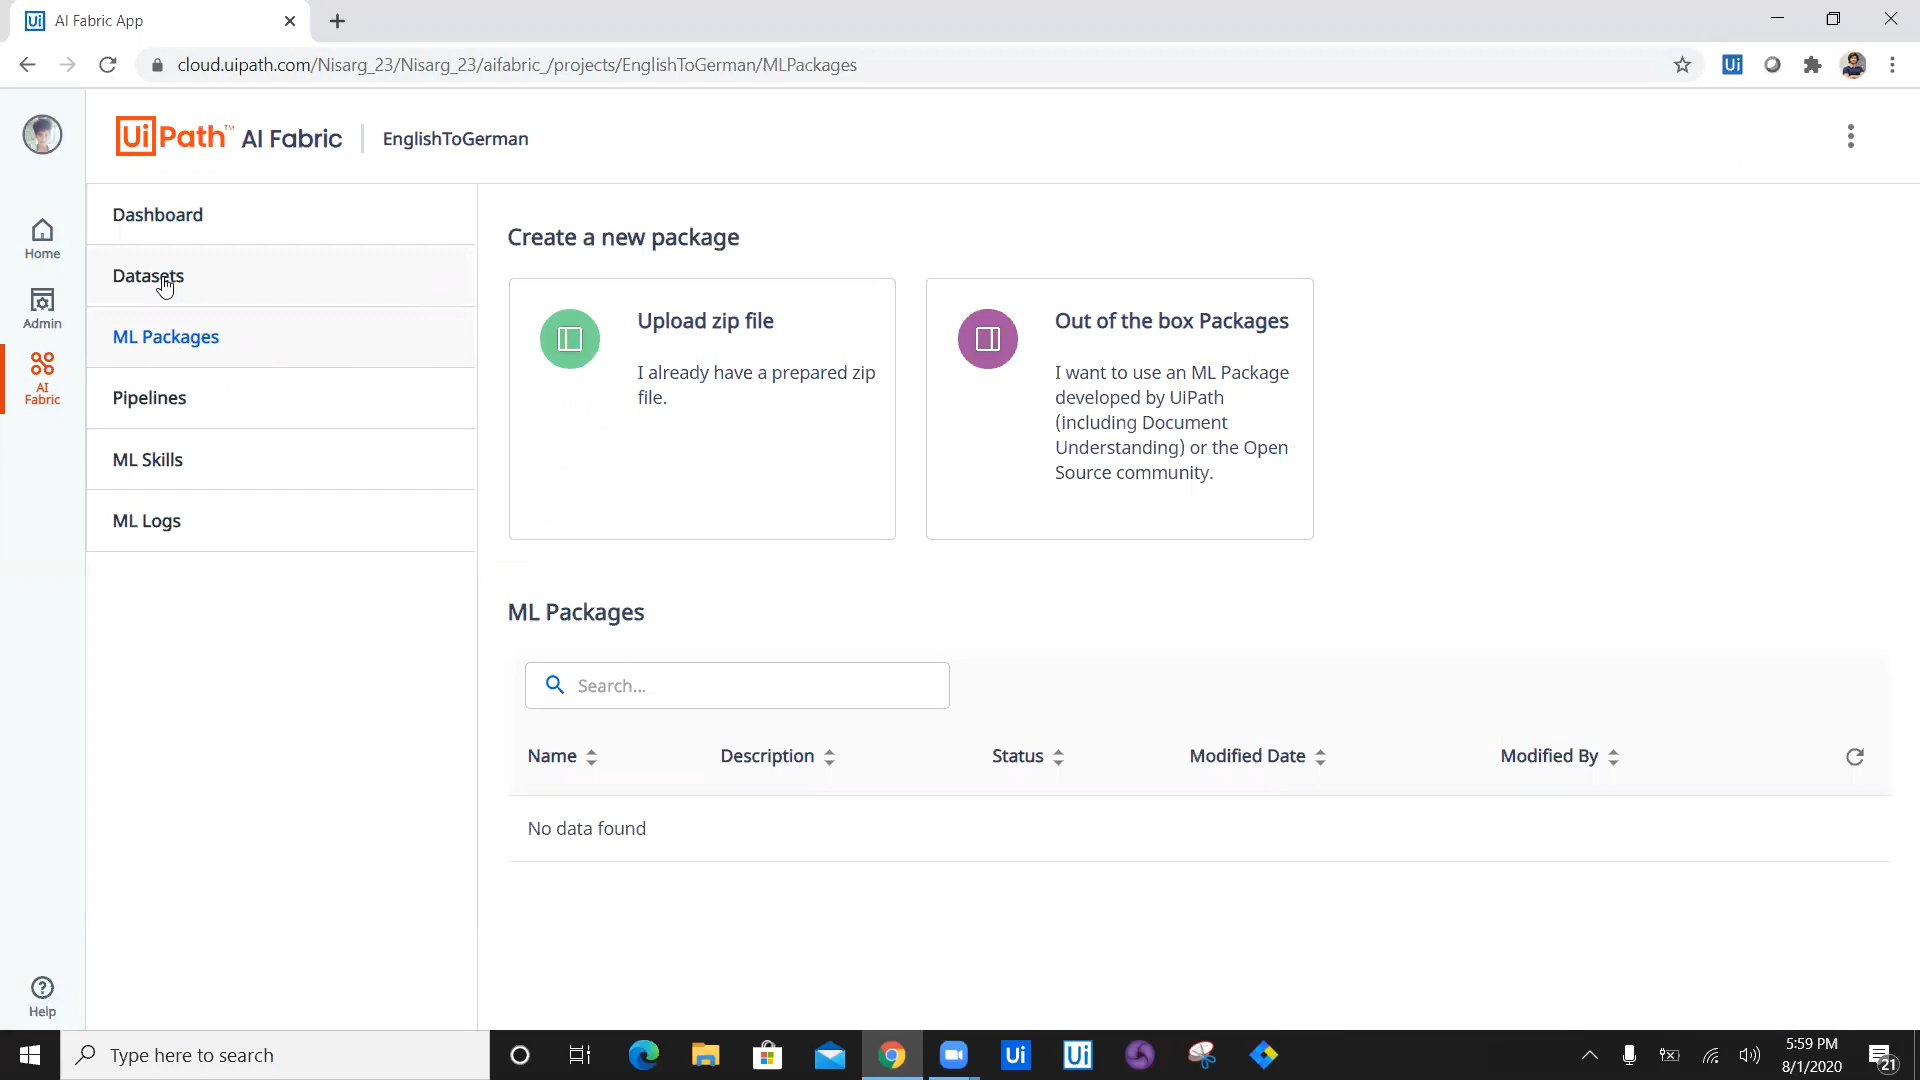 AI Fabric App
cloud.uipath.com/Nisarg_23/Nisarg_23/aifabric_/projects/EnglishToGerman/MLPackages
Ui
UiPath™ AI Fabric
EnglishToGerman
Home
Admin
AI
Fabric
Help
Dashboard
Datasets
ML Packages
Pipelines
ML Skills
ML Logs
Create a new package
Upload zip file
I already have a prepared zip
file.
Out of the box Packages
I want to use an ML Package
developed by UiPath
(including Document
Understanding) or the Open
Source community.
ML Packages
Search...
Name
Description
Status
Modified Date
Modified By
No data found
Type here to search
Ui
Ui
5:59 PM
8/1/2020
21